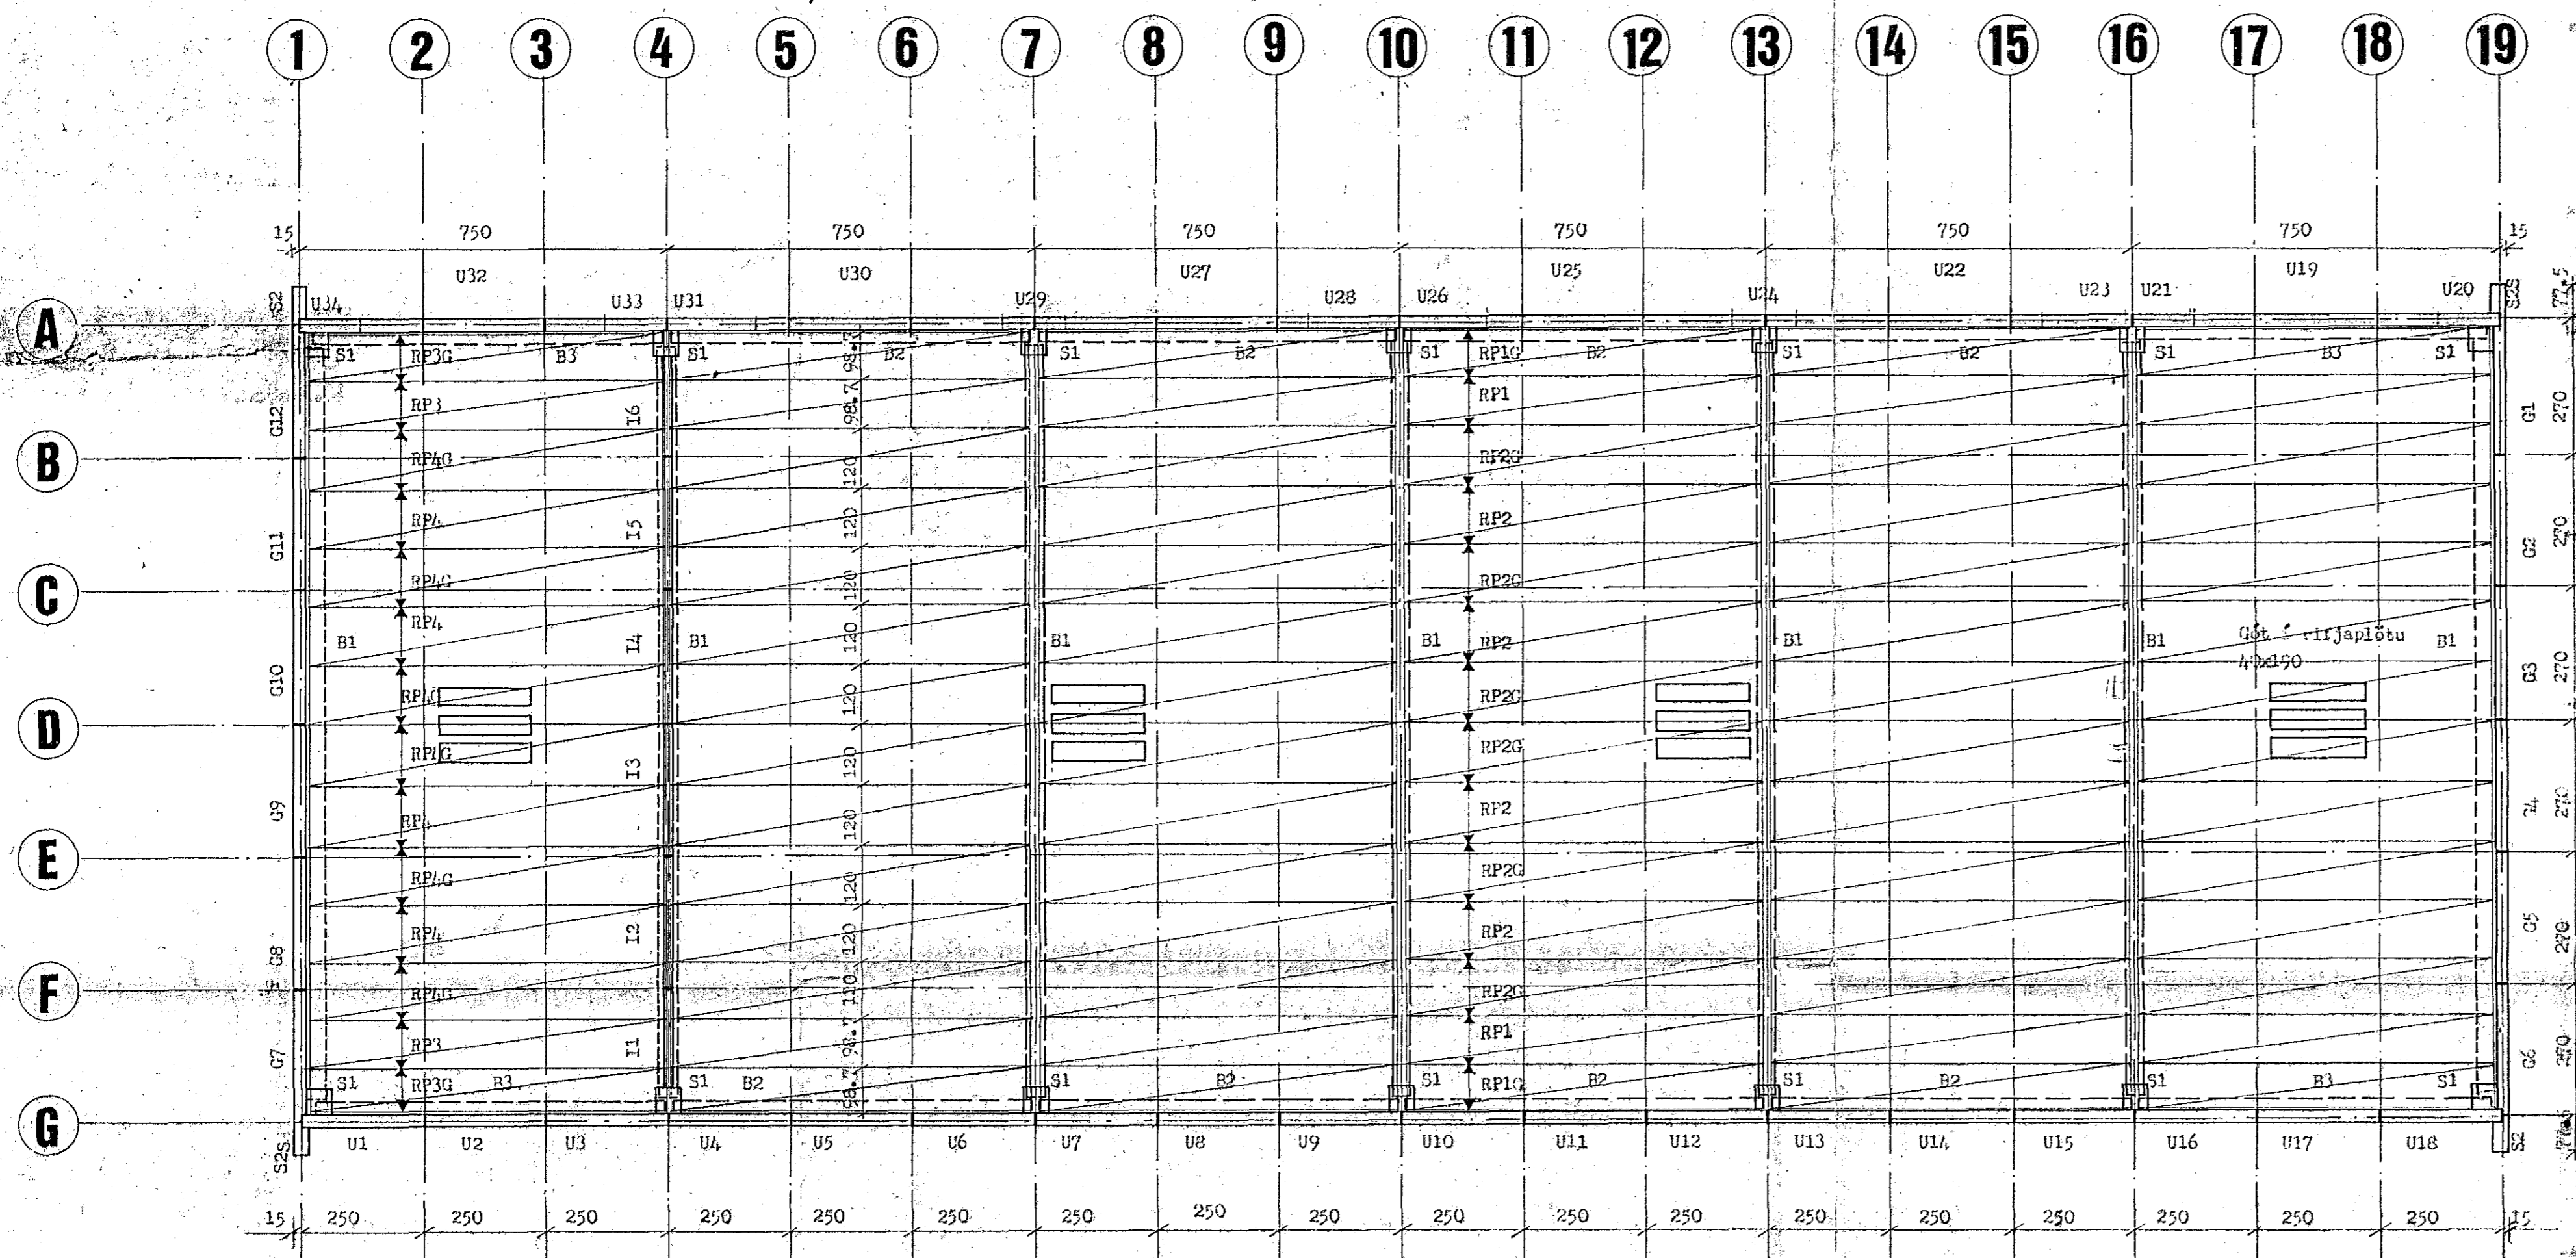 1 2 3 4 5 6 7 8 9 10 11 12 13 14 15 16 17 18 19
15 750 750 750 750 750 750 15
U32 U30 U27 U25 U22 U19
S2 U34 U33 U31 U29 U28 U26 U24 U23 U21 U20 S2S 77.5
A
S1 RP3G B3 S1 B2 S1 B2 S1 RP1G B2 S1 B2 S1 B3 S1
98.7
RP3 RP1
G12 I6 98.7 G1 270
B
RP4G 120 RP2G
RP4 RP2
G11 I5 120 G2 270
C
RP4G 120 RP2G
RP4 RP2
B1 I4 B1 120 B1 B1 B1 B1 Göt í rifjaplötu B1
40x190
G10 G3 270
D
RP4G 120 RP2G
RP4G RP2G
I3 120
G9 270
RP4 120 RP2
E
RP4G 120 RP2G
RP4 I2 120 RP2
G8 G5 270
F
RP4G 110 RP2G
RP3 I1 98.7 RP1
G7 G6 270
S1 RP3G B3 S1 B2 98.7 S1 B2 S1 RP1G B2 S1 B2 S1 B3 S1
G
S2S U1 U2 U3 U4 U5 U6 U7 U8 U9 U10 U11 U12 U13 U14 U15 U16 U17 U18 S2
15 250 250 250 250 250 250 250 250 250 250 250 250 250 250 250 250 250 250 15